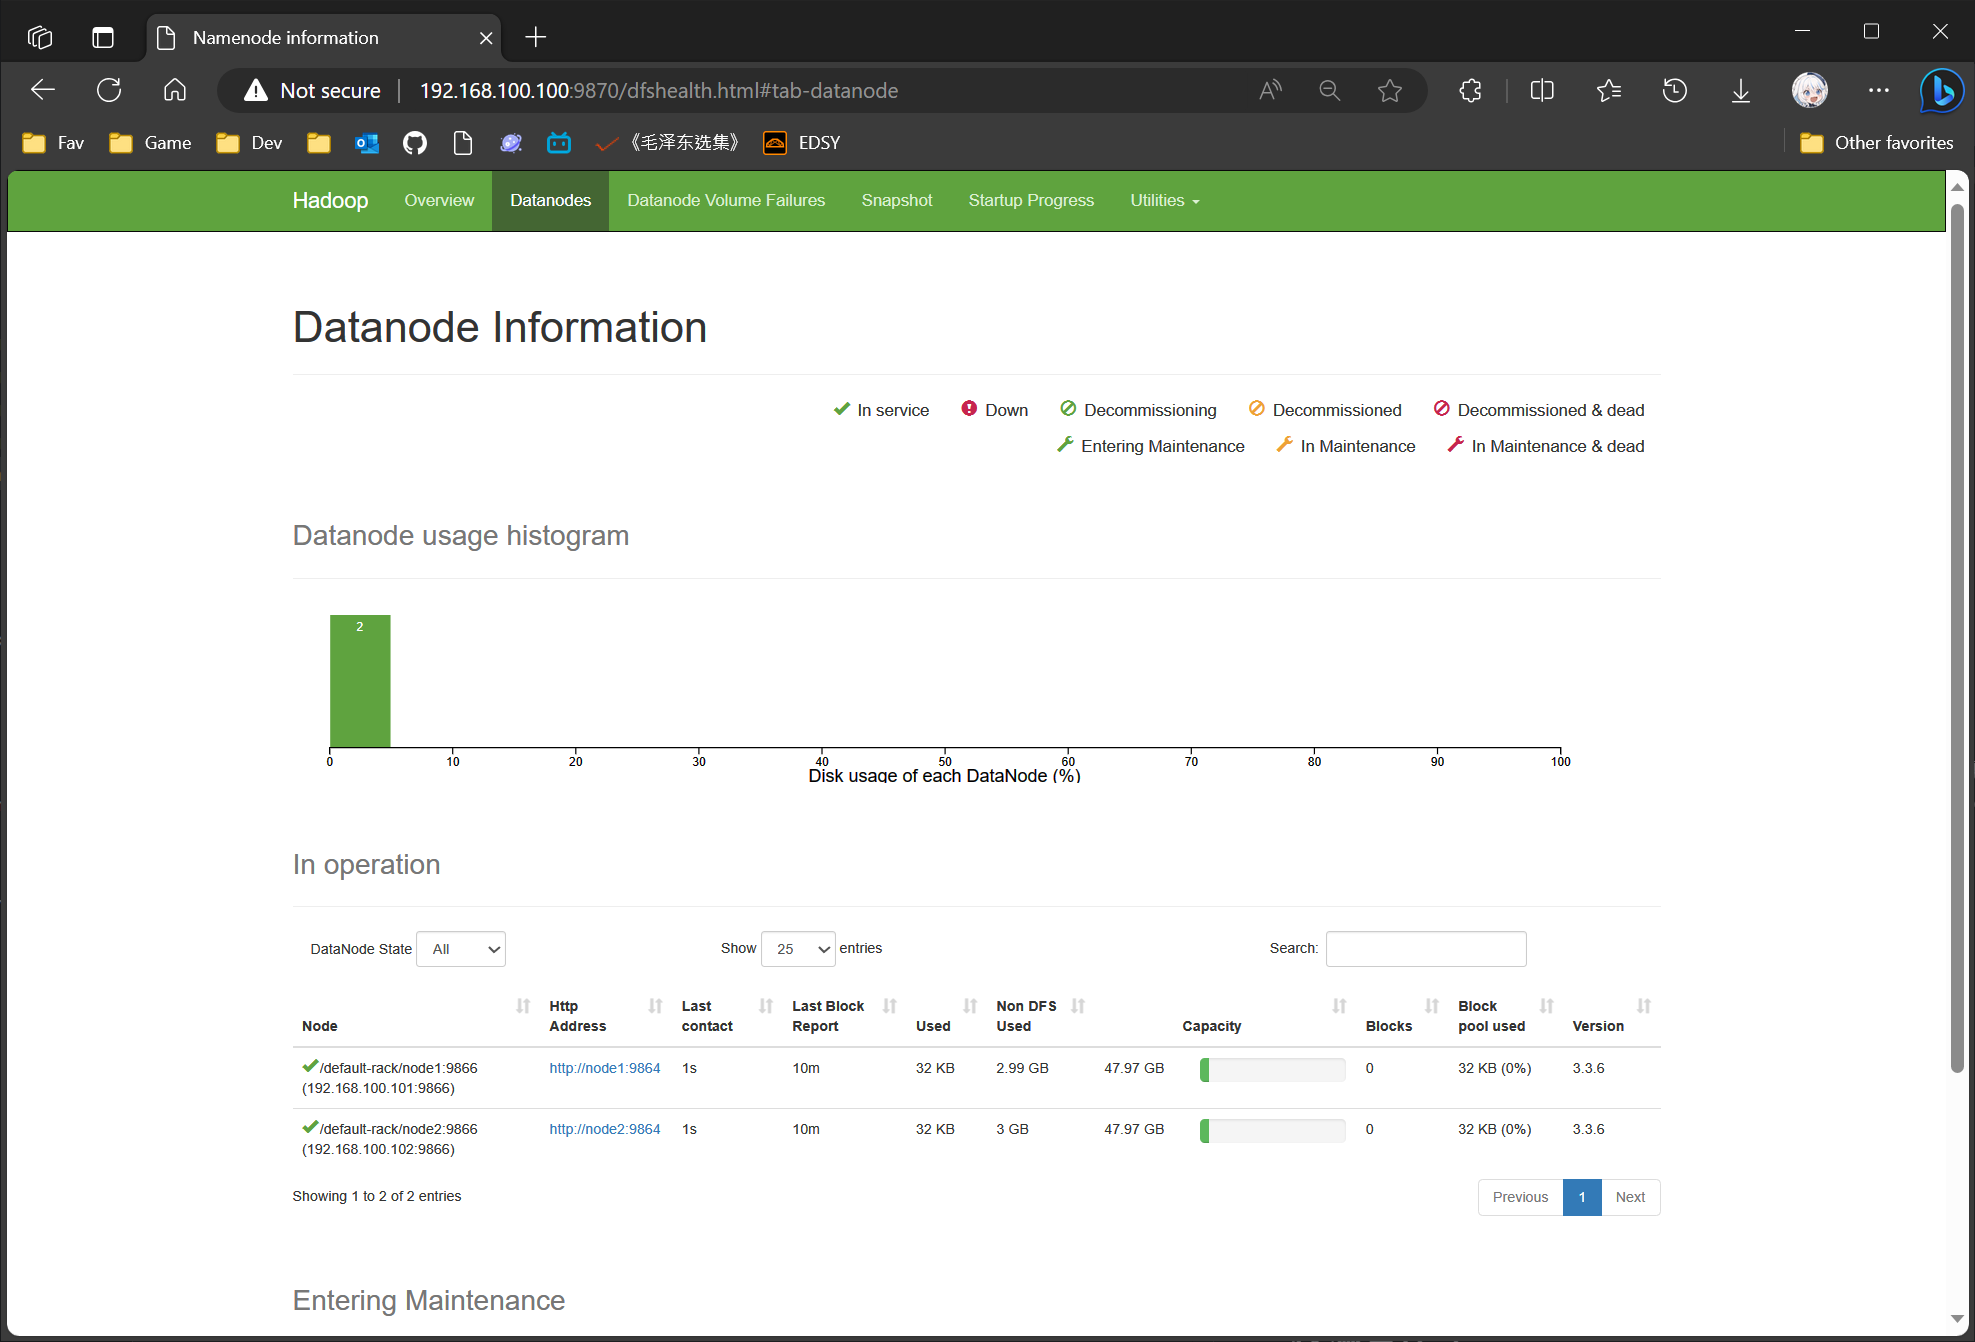 Namenode information
Not secure 192.168.100.100:9870/dfshealth.html#tab-datanode
Fav Game Dev 《毛泽东选集》 EDSY Other favorites
Hadoop Overview Datanodes Datanode Volume Failures Snapshot Startup Progress Utilities
Datanode Information
In service Down Decommissioning Decommissioned Decommissioned & dead
Entering Maintenance In Maintenance In Maintenance & dead
Datanode usage histogram
2
0 10 20 30 40 50 60 70 80 90 100
Disk usage of each DataNode (%)
In operation
DataNode State All Show 25 entries Search:
Node Http Address Last contact Last Block Report Used Non DFS Used Capacity Blocks Block pool used Version
/default-rack/node1:9866 http://node1:9864 1s 10m 32 KB 2.99 GB 47.97 GB 0 32 KB (0%) 3.3.6
(192.168.100.101:9866)
/default-rack/node2:9866 http://node2:9864 1s 10m 32 KB 3 GB 47.97 GB 0 32 KB (0%) 3.3.6
(192.168.100.102:9866)
Showing 1 to 2 of 2 entries Previous 1 Next
Entering Maintenance